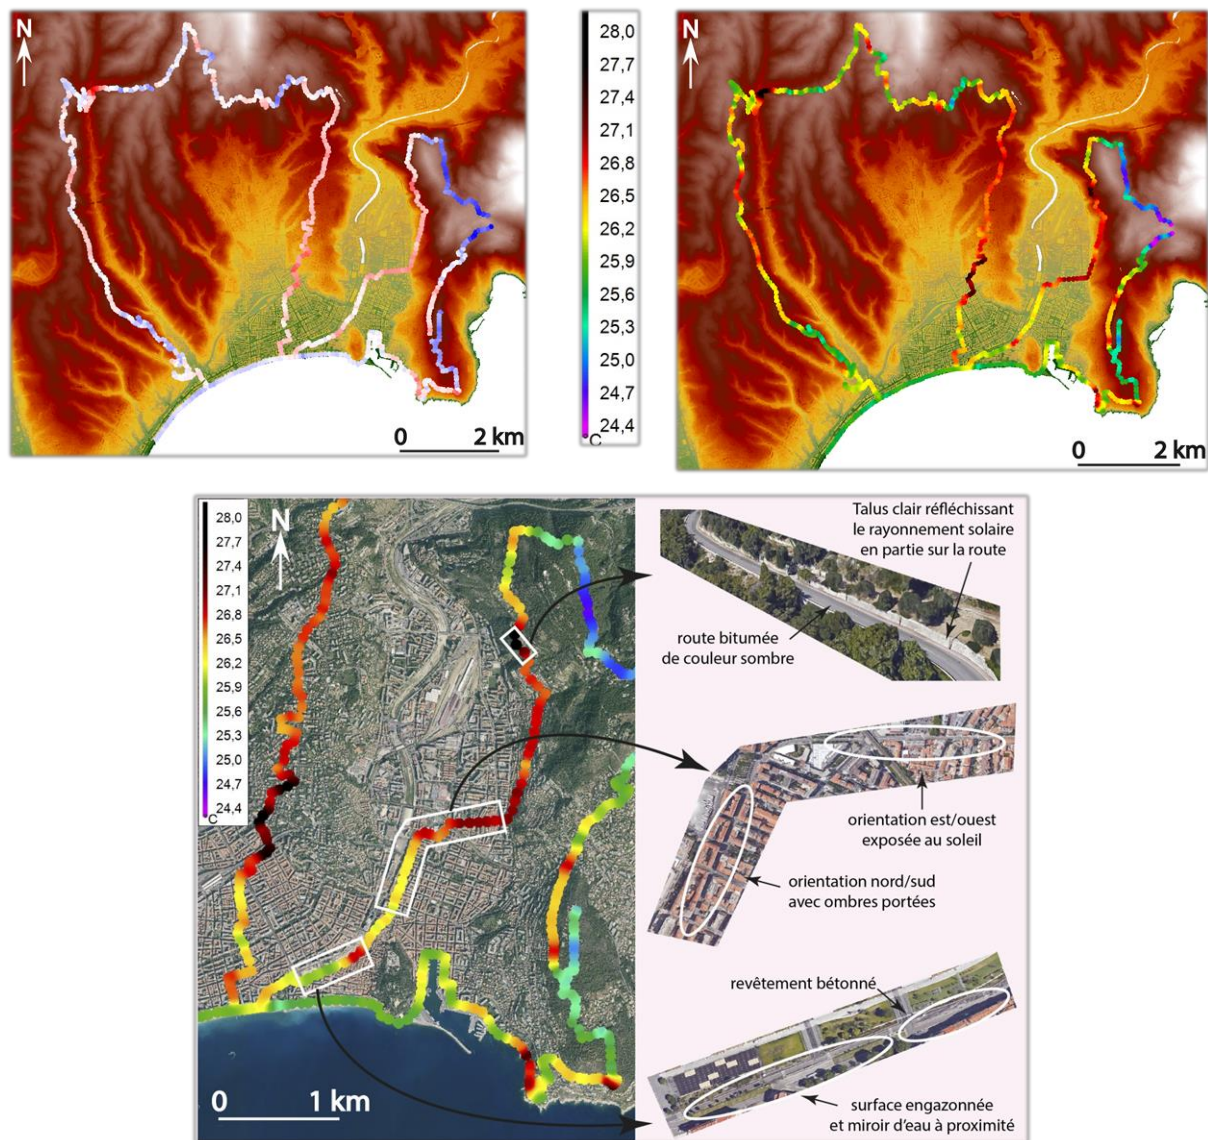 N
0 2 km
28,0
27,7
27,4
27,1
26,8
26,5
26,2
25,9
25,6
25,3
25,0
24,7
24,4
C
N
0 2 km
28,0
27,7
27,4
27,1
26,8
26,5
26,2
25,9
25,6
25,3
25,0
24,7
24,4
C
N
0 1 km
Talus clair réfléchissant
le rayonnement solaire
en partie sur la route
route bitumée
de couleur sombre
orientation est/ouest
exposée au soleil
orientation nord/sud
avec ombres portées
revêtement bétonné
surface engazonnée
et miroir d'eau à proximité